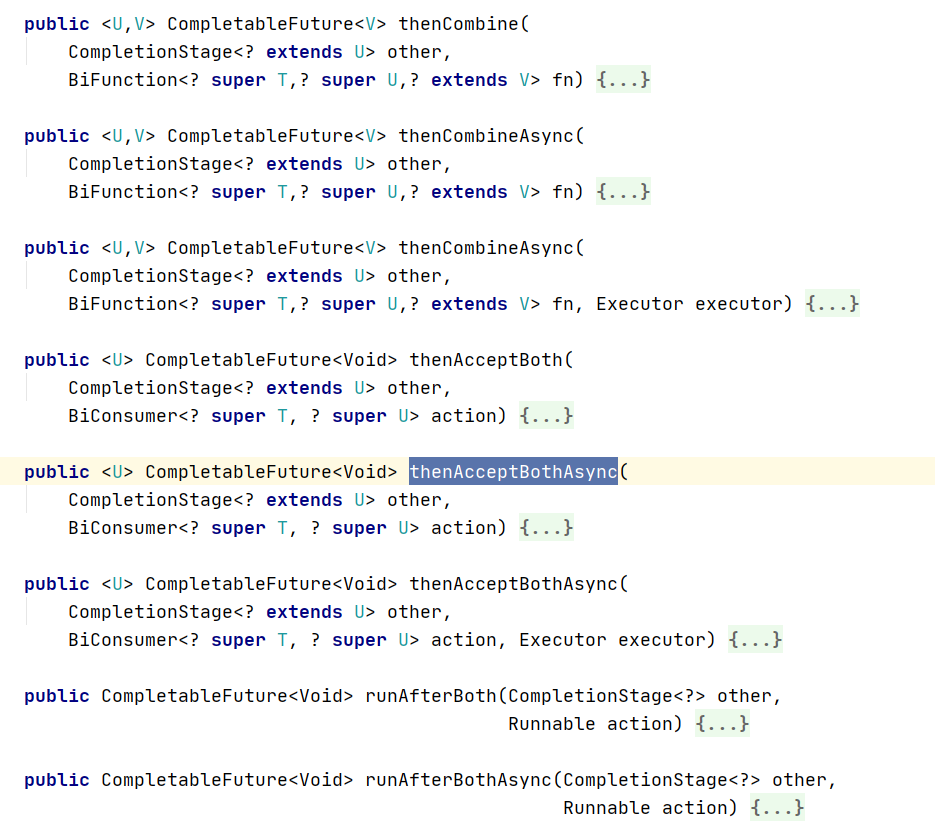 public <U,V> CompletableFuture<V> thenCombine(
CompletionStage<? extends U> other,
BiFunction<? super T,? super U,? extends V> fn) {...}
public <U,V> CompletableFuture<V> thenCombineAsync(
CompletionStage<? extends U> other,
BiFunction<? super T,? super U,? extends V> fn) {...}
public <U,V> CompletableFuture<V> thenCombineAsync(
CompletionStage<? extends U> other,
BiFunction<? super T,? super U,? extends V> fn, Executor executor) {...}
public <U> CompletableFuture<Void> thenAcceptBoth(
CompletionStage<? extends U> other,
BiConsumer<? super T, ? super U> action) {...}
public <U> CompletableFuture<Void> thenAcceptBothAsync(
CompletionStage<? extends U> other,
BiConsumer<? super T, ? super U> action) {...}
public <U> CompletableFuture<Void> thenAcceptBothAsync(
CompletionStage<? extends U> other,
BiConsumer<? super T, ? super U> action, Executor executor) {...}
public CompletableFuture<Void> runAfterBoth(CompletionStage<?> other,
Runnable action) {...}
public CompletableFuture<Void> runAfterBothAsync(CompletionStage<?> other,
Runnable action) {...}